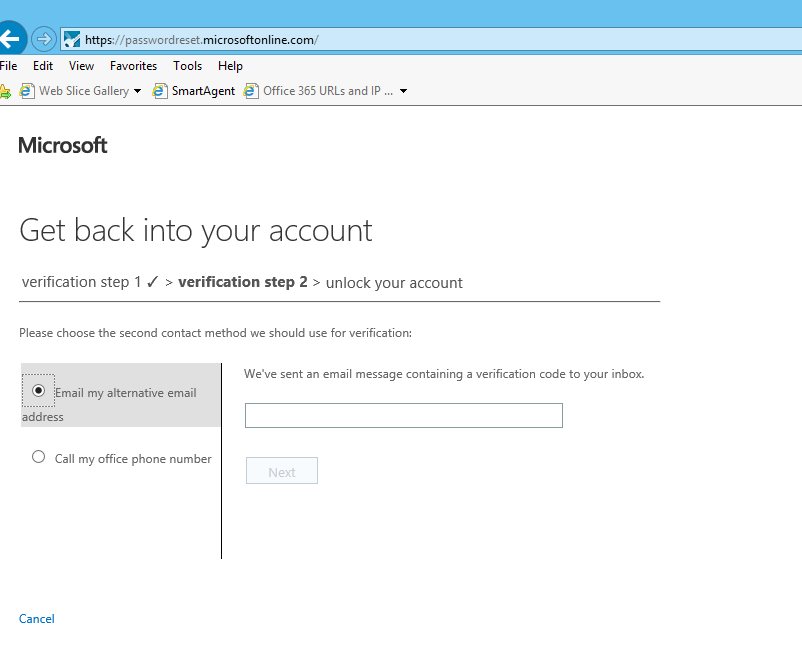 https://passwordreset.microsoftonline.com/
File Edit View Favorites Tools Help
Web Slice Gallery SmartAgent Office 365 URLs and IP ...
Microsoft
Get back into your account
verification step 1 ✓ > verification step 2 > unlock your account
Please choose the second contact method we should use for verification:
Email my alternative email
address
Call my office phone number
We've sent an email message containing a verification code to your inbox.
Next
Cancel